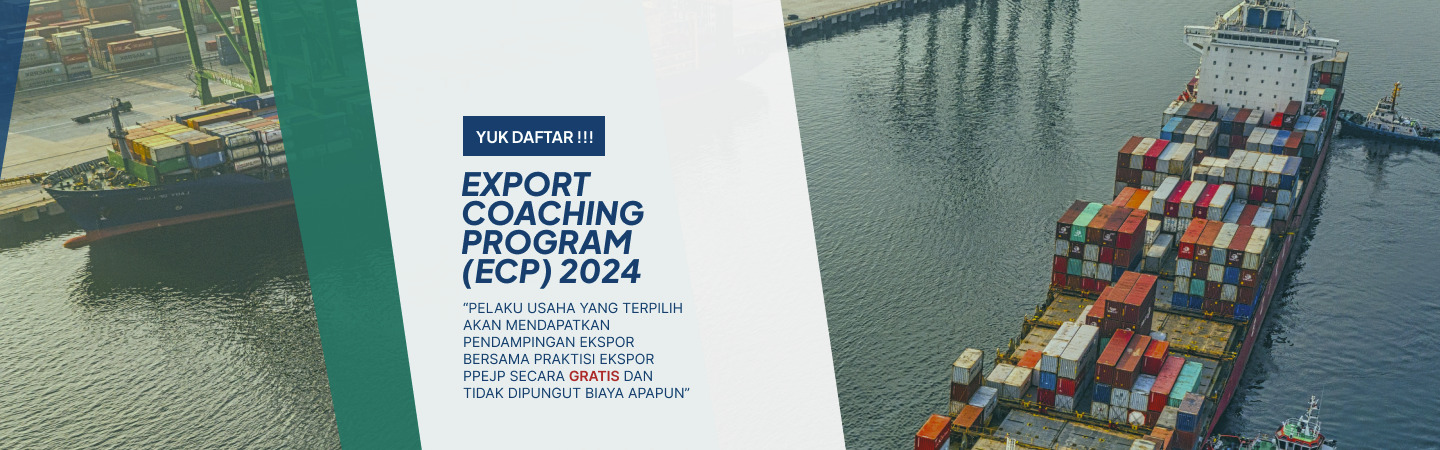 YUK DAFTAR !!!
EXPORT
COACHING
PROGRAM
(ECP) 2024
“PELAKU USAHA YANG TERPILIH
AKAN MENDAPATKAN
PENDAMPINGAN EKSPOR
BERSAMA PRAKTISI EKSPOR
PPEJP SECARA GRATIS DAN
TIDAK DIPUNGUT BIAYA APAPUN”